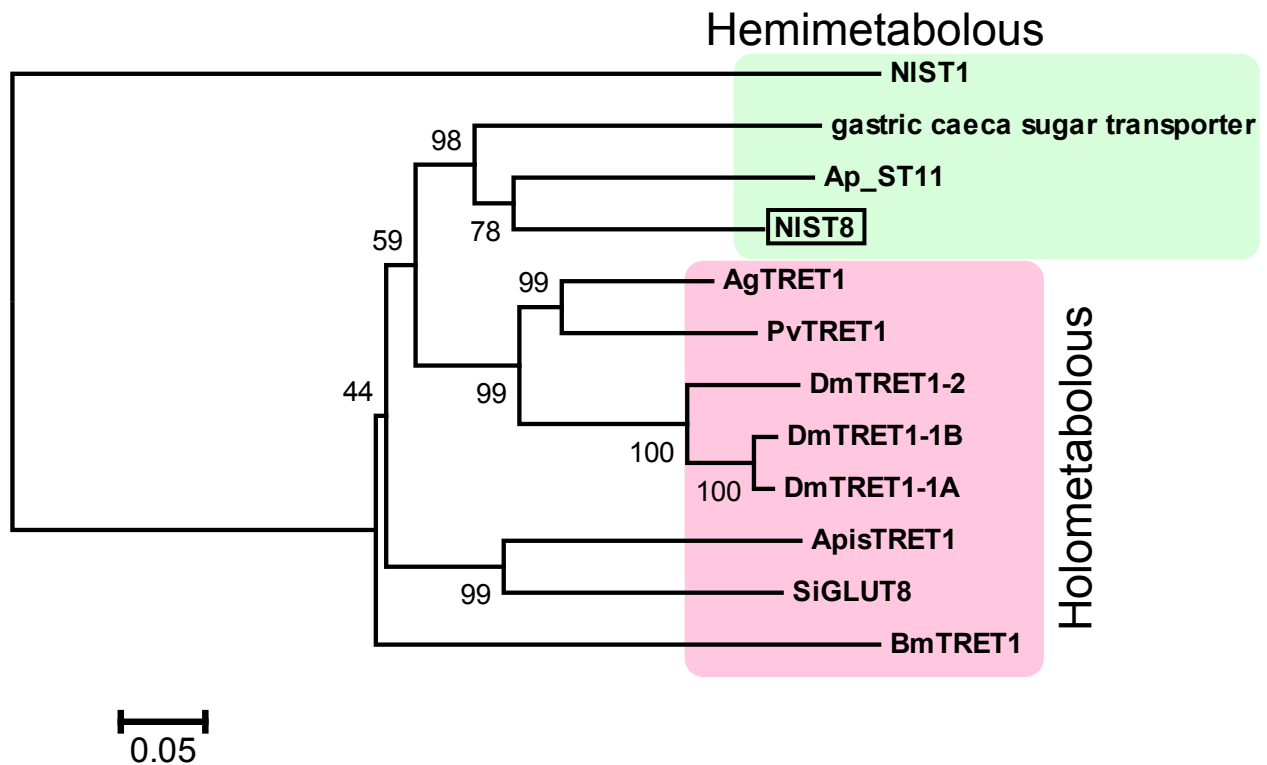 Hemimetabolous
NlST1
gastric caeca sugar transporter
98
Ap_ST11
NlST8
78
59
AgTRET1
99
PvTRET1
DmTRET1-2
44
99
DmTRET1-1B
100
DmTRET1-1A
100
ApisTRET1
SiGLUT8
99
BmTRET1
Holometabolous
0.05